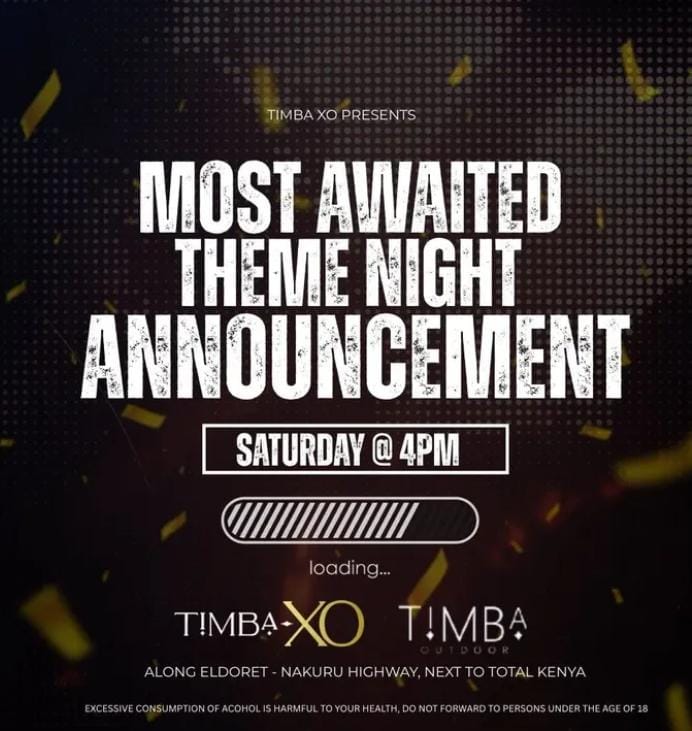 TIMBA XO PRESENTS
MOST AWAITED
THEME NIGHT
ANNOUNCEMENT
SATURDAY @ 4PM
loading...
TIMBA-XO TIMBA
OUTDOOR
ALONG ELDORET - NAKURU HIGHWAY, NEXT TO TOTAL KENYA
EXCESSIVE CONSUMPTION OF ACOHOL IS HARMFUL TO YOUR HEALTH, DO NOT FORWARD TO PERSONS UNDER THE AGE OF 18